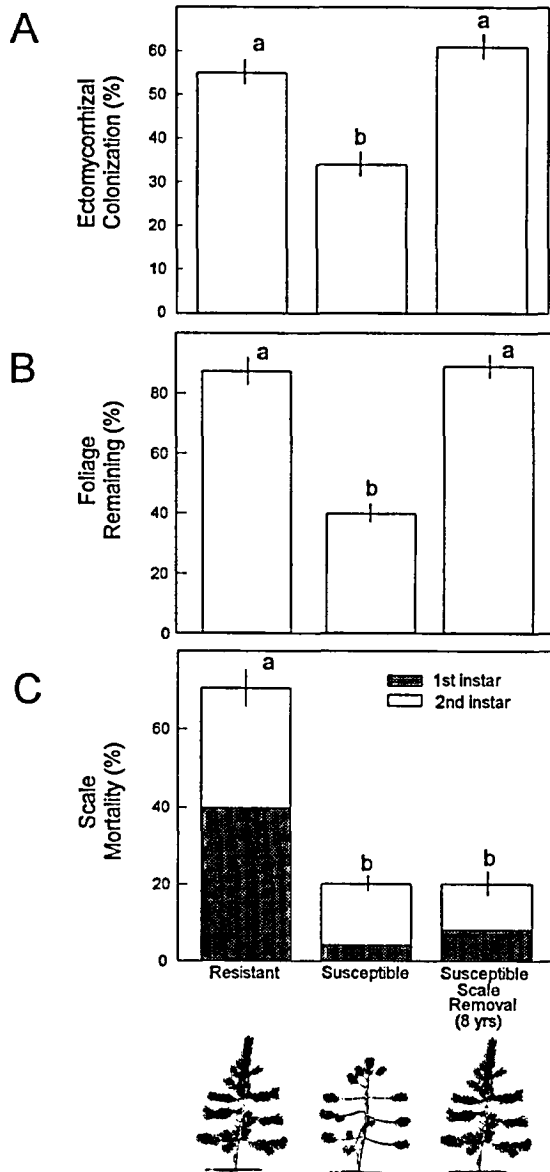 A
Ectomycorrhizal
Colonization (%)
60
50
40
30
20
10
0
a
b
a
B
Foliage
Remaining (%)
80
60
40
20
0
a
b
a
C
Scale
Mortality (%)
60
40
20
0
a
b
b
1st instar
2nd instar
Resistant
Susceptible
Susceptible
Scale
Removal
(8 yrs)